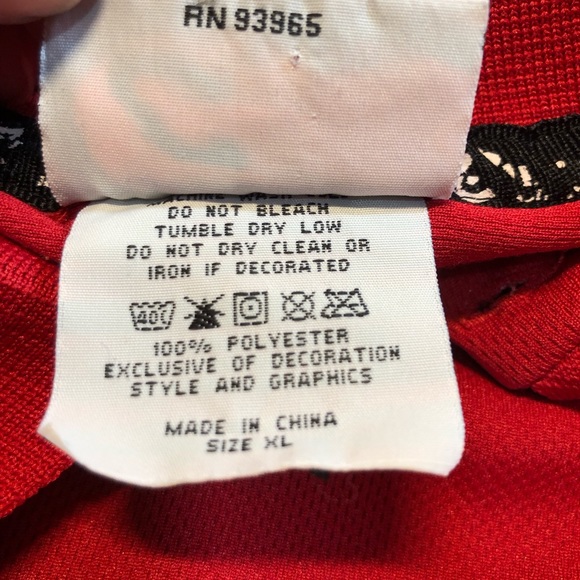 RN 93965
DO NOT BLEACH
TUMBLE DRY LOW
DO NOT DRY CLEAN OR
IRON IF DECORATED
40C
100% POLYESTER
EXCLUSIVE OF DECORATION
STYLE AND GRAPHICS
MADE IN CHINA
SIZE XL